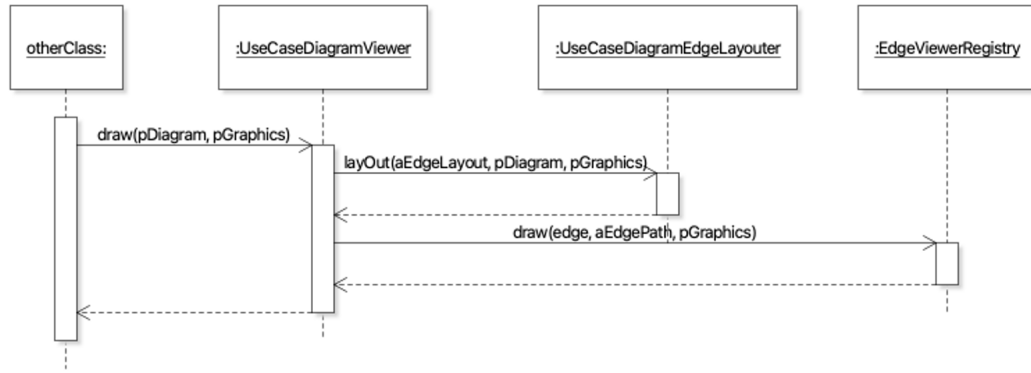 otherClass:
:UseCaseDiagramViewer
:UseCaseDiagramEdgeLayouter
:EdgeViewerRegistry
draw(pDiagram, pGraphics)
layOut(aEdgeLayout, pDiagram, pGraphics)
draw(edge, aEdgePath, pGraphics)